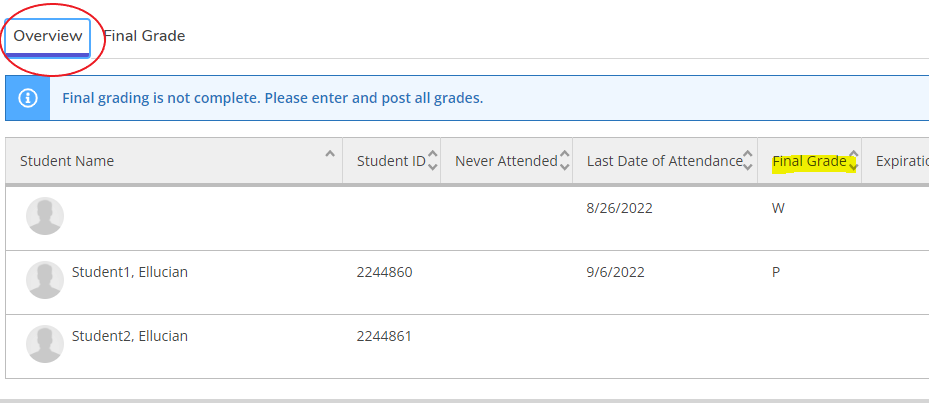 Overview Final Grade
Final grading is not complete. Please enter and post all grades.
Student Name Student ID Never Attended Last Date of Attendance Final Grade Expiratio
8/26/2022 W
Student1, Ellucian 2244860 9/6/2022 P
Student2, Ellucian 2244861